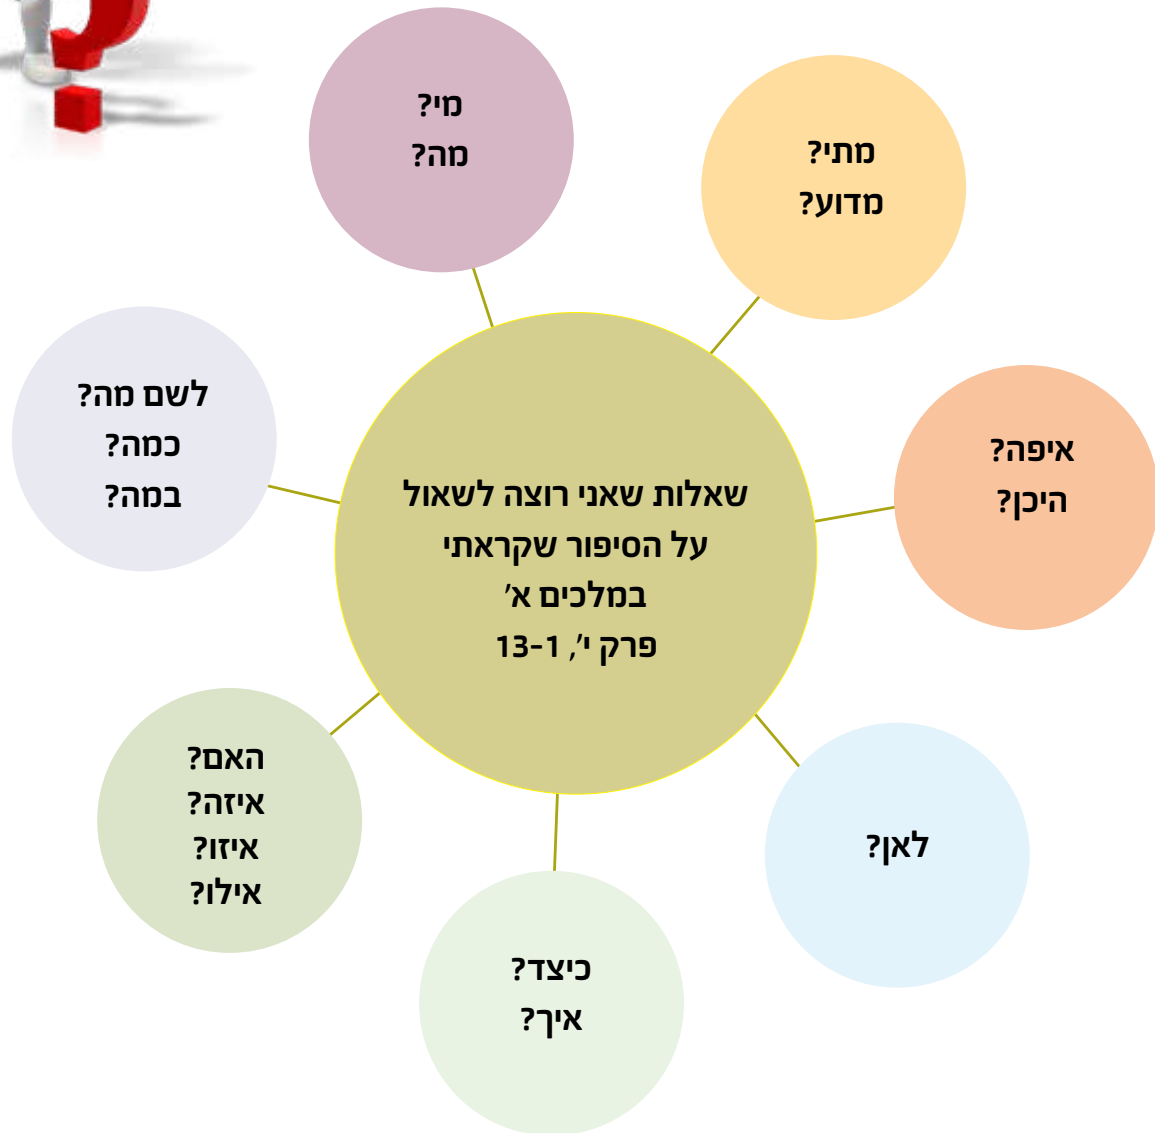 מי?
מה?
מתי?
מדוע?
איפה?
היכן?
לאן?
כיצד?
איך?
האם?
איזה?
איזו?
אילו?
לשם מה?
כמה?
במה?
שאלות שאני רוצה לשאול
על הסיפור שקראתי
במלכים א'
פרק י', 13-1